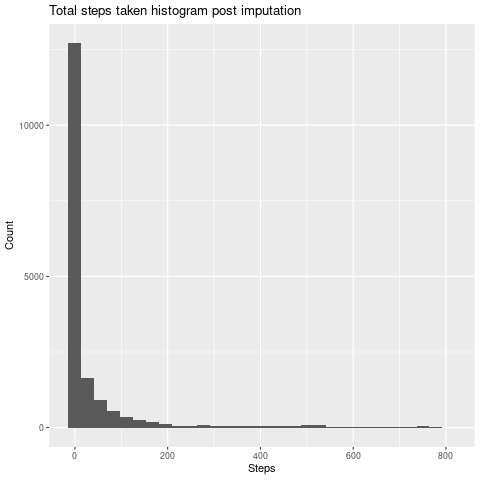 Total steps taken histogram post imputation
10000
5000
0
Count
0 200 400 600 800
Steps